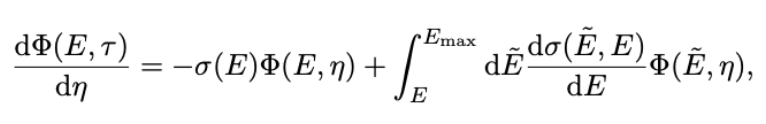 \frac{\mathrm{d}\Phi(E,\tau)}{\mathrm{d}\eta} = -\sigma(E)\Phi(E,\eta) + \int_{E}^{E_{\max}} \mathrm{d}\tilde{E} \frac{\mathrm{d}\sigma(\tilde{E},E)}{\mathrm{d}E} \Phi(\tilde{E},\eta),